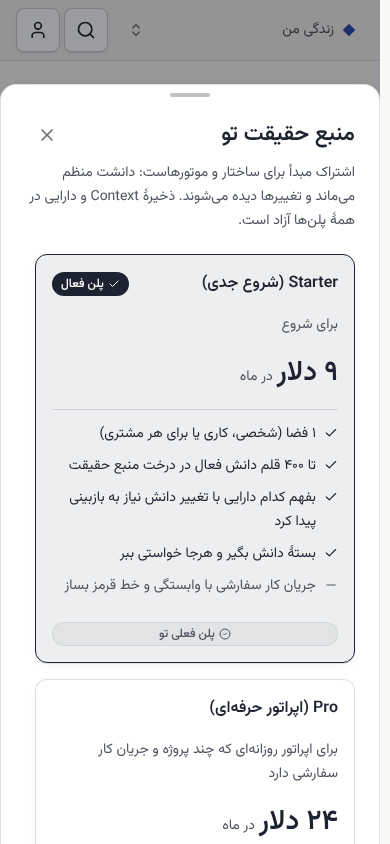 زندگی من
منبع حقیقت تو
اشتراک مبدأ برای ساختار و موتورهاست: دانشت منظم
می‌ماند و تغییرها دیده می‌شوند. ذخیرهٔ Context و دارایی در
همهٔ پلن‌ها آزاد است.
Starter (شروع جدی)
پلن فعال
برای شروع
۹ دلار در ماه
۱ فضا (شخصی، کاری یا برای هر مشتری)
تا ۴۰۰ قلم دانش فعال در درخت منبع حقیقت
بفهم کدام دارایی با تغییر دانش نیاز به بازبینی
پیدا کرد
بستهٔ دانش بگیر و هرجا خواستی ببر
جریان کار سفارشی با وابستگی و خط قرمز بساز
پلن فعلی تو
Pro (اپراتور حرفه‌ای)
برای اپراتور روزانه‌ای که چند پروژه و جریان کار
سفارشی دارد
۲۴ دلار در ماه